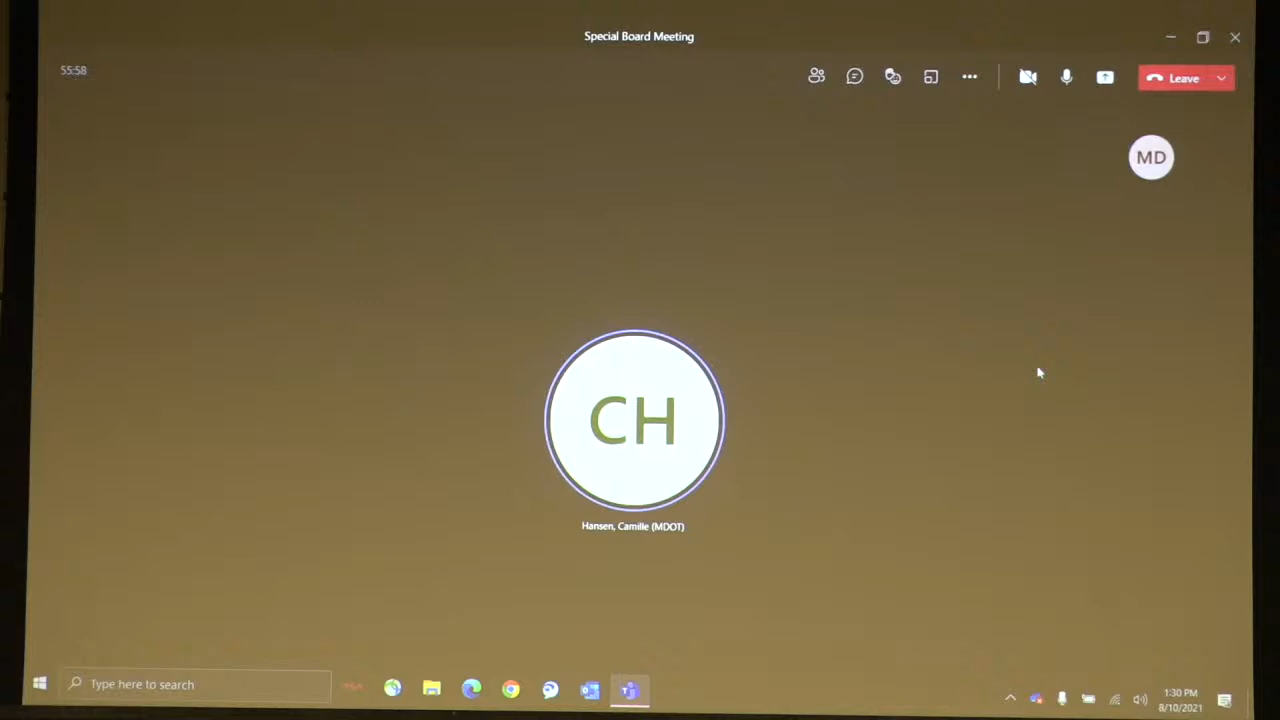 Special Board Meeting
55:58
Leave
MD
CH
Hansen, Camille (MDOT)
Type here to search
1:30 PM
8/10/2021